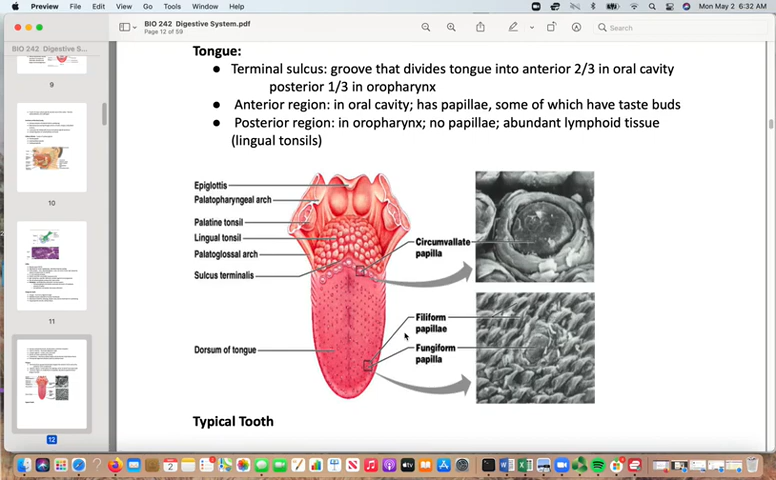 Preview File Edit View Go Tools Window Help
Mon May 2 6:32 AM
BIO 242 Digestive System.pdf
Page 12 of 59
Search
BIO 242 Digestive S...
9
10
11
12
Tongue:
● Terminal sulcus: groove that divides tongue into anterior 2/3 in oral cavity
posterior 1/3 in oropharynx
● Anterior region: in oral cavity; has papillae, some of which have taste buds
● Posterior region: in oropharynx; no papillae; abundant lymphoid tissue
(lingual tonsils)
Epiglottis
Palatopharyngeal arch
Palatine tonsil
Lingual tonsil
Palatoglossal arch
Sulcus terminalis
Dorsum of tongue
Circumvallate
papilla
Filiform
papillae
Fungiform
papilla
Typical Tooth